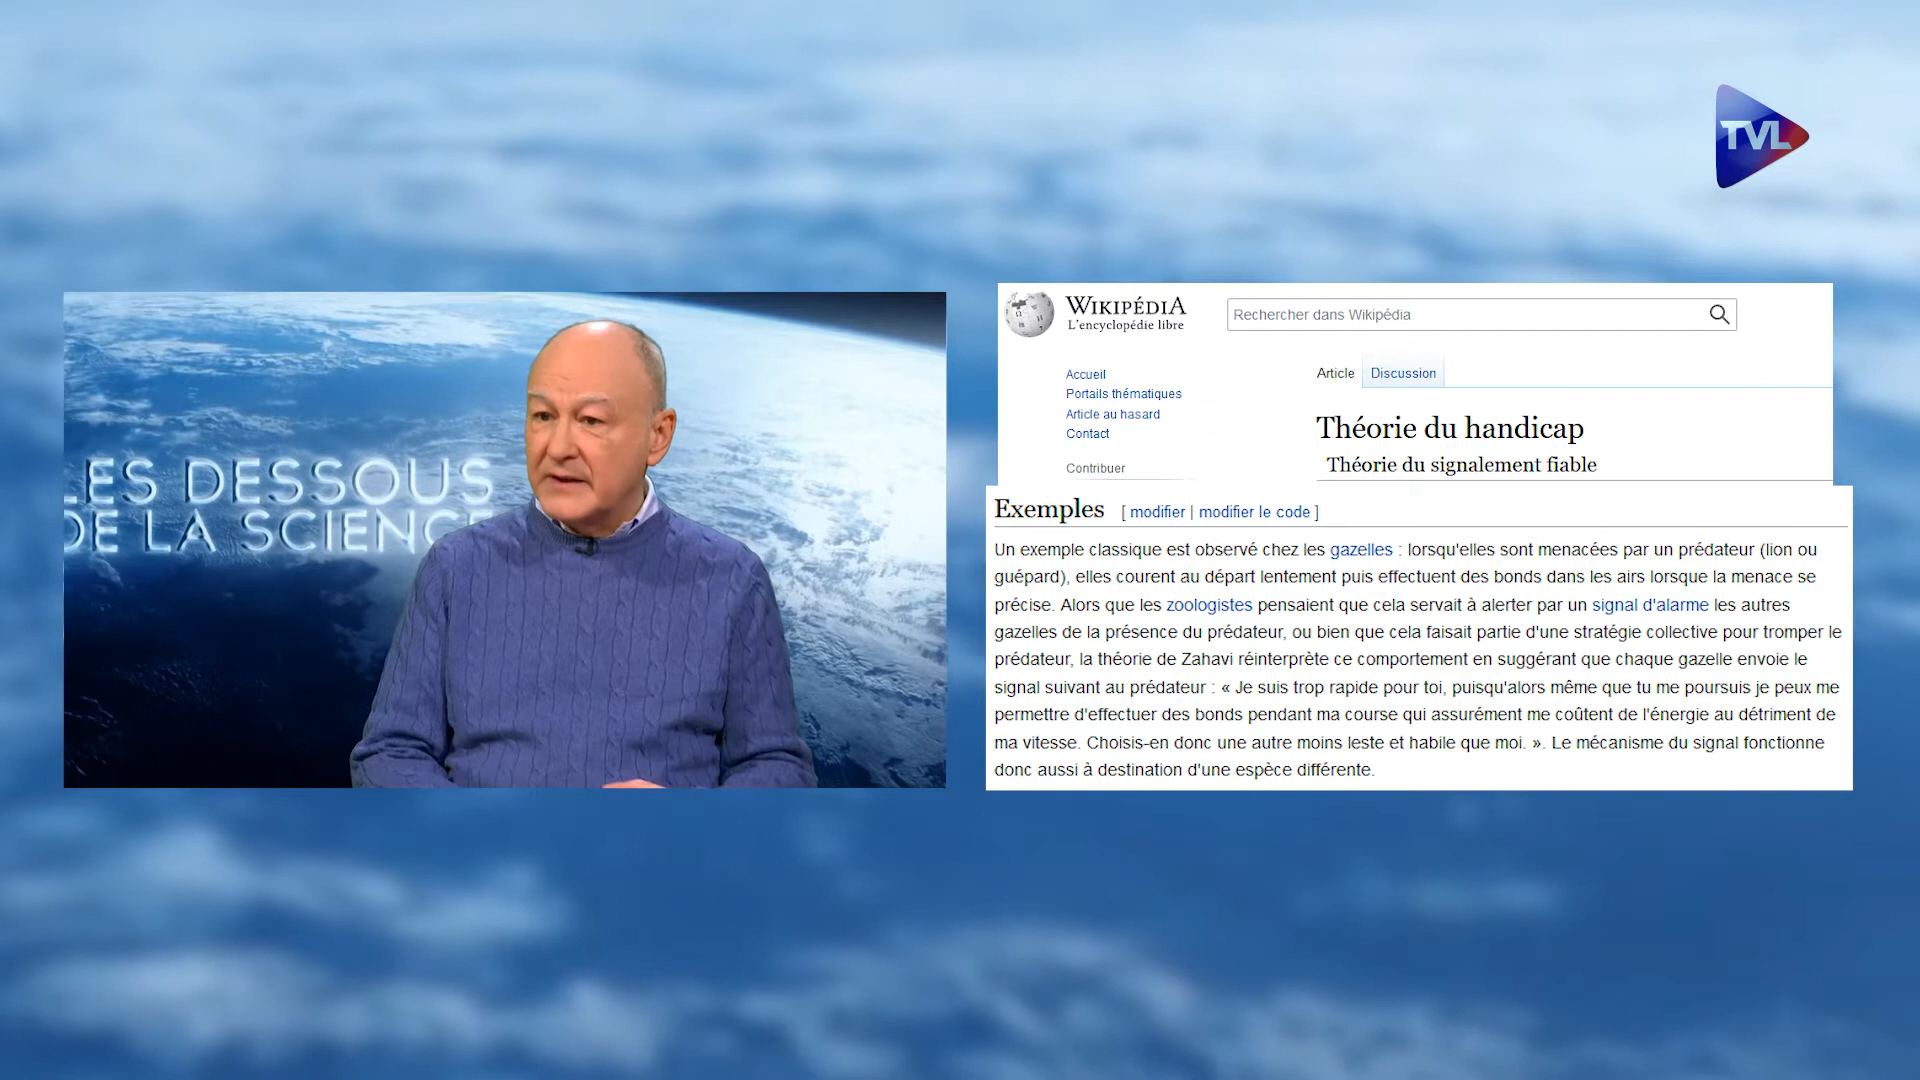 TVL
LES DESSOUS
DE LA SCIENC
WIKIPÉDIA
L'encyclopédie libre
Rechercher dans Wikipédia
Accueil
Portails thématiques
Article au hasard
Contact
Contribuer
Article Discussion
Théorie du handicap
Théorie du signalement fiable
Exemples [ modifier | modifier le code ]
Un exemple classique est observé chez les gazelles : lorsqu'elles sont menacées par un prédateur (lion ou
guépard), elles courent au départ lentement puis effectuent des bonds dans les airs lorsque la menace se
précise. Alors que les zoologistes pensaient que cela servait à alerter par un signal d'alarme les autres
gazelles de la présence du prédateur, ou bien que cela faisait partie d'une stratégie collective pour tromper le
prédateur, la théorie de Zahavi réinterprète ce comportement en suggérant que chaque gazelle envoie le
signal suivant au prédateur : « Je suis trop rapide pour toi, puisqu'alors même que tu me poursuis je peux me
permettre d'effectuer des bonds pendant ma course qui assurément me coûtent de l'énergie au détriment de
ma vitesse. Choisis-en donc une autre moins leste et habile que moi. ». Le mécanisme du signal fonctionne
donc aussi à destination d'une espèce différente.